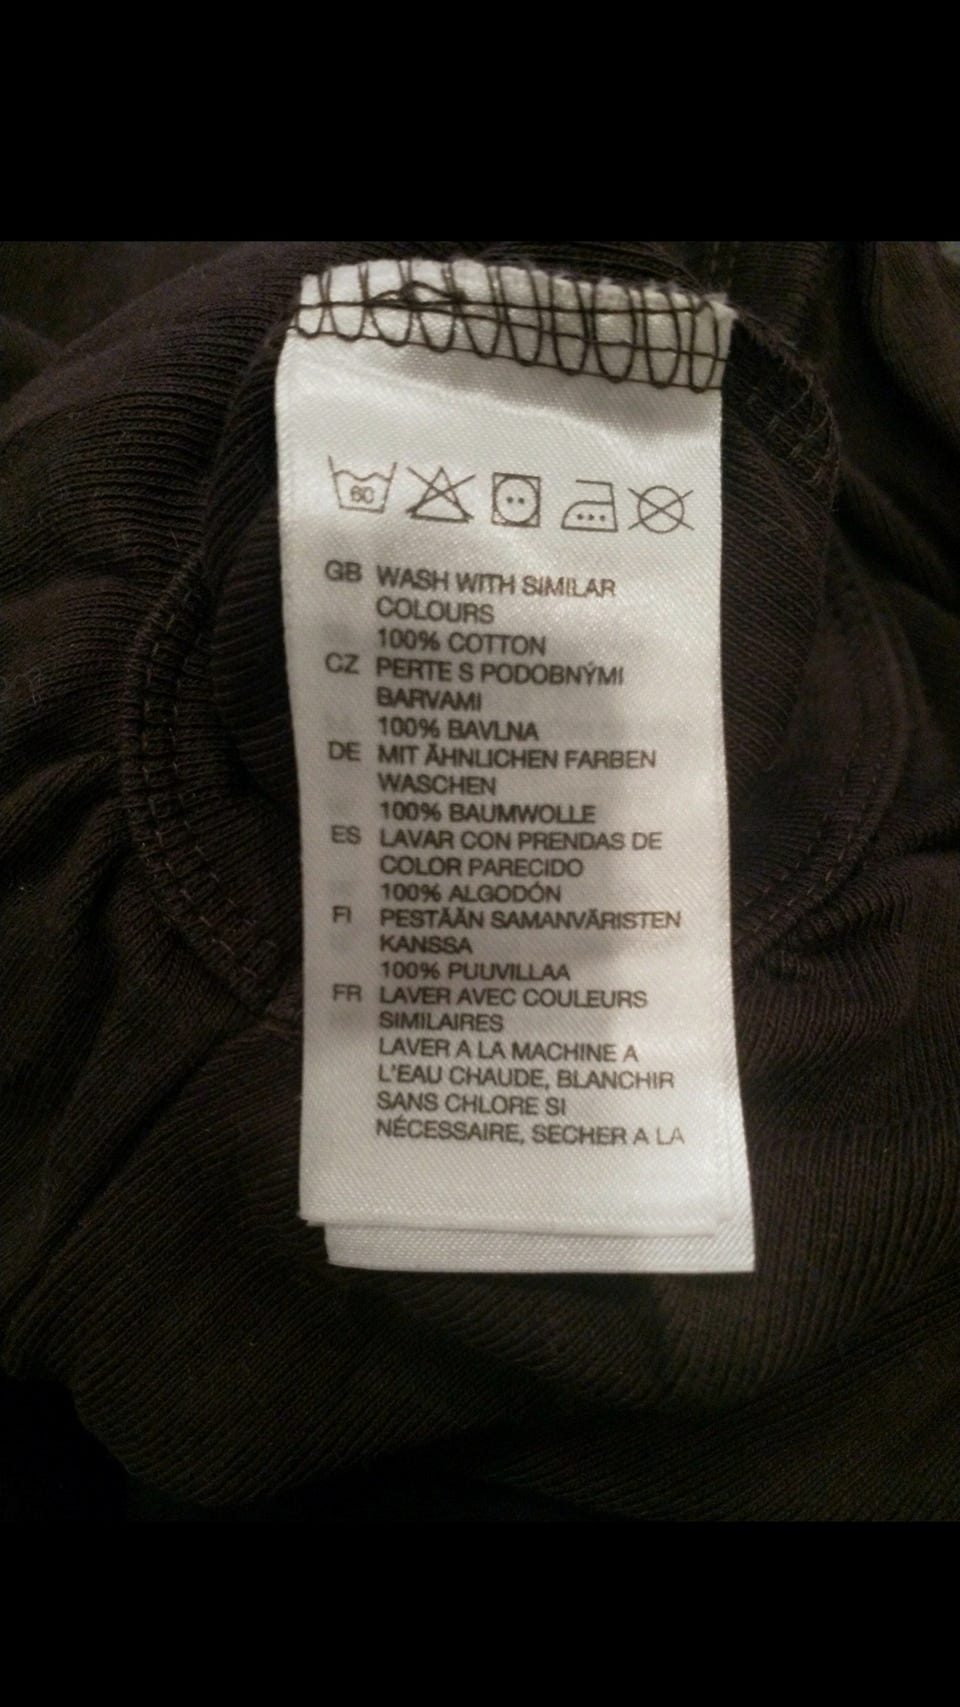 60
GB WASH WITH SIMILAR
COLOURS
100% COTTON
CZ PERTE S PODOBNÝMI
BARVAMI
100% BAVLNA
DE MIT ÄHNLICHEN FARBEN
WASCHEN
100% BAUMWOLLE
ES LAVAR CON PRENDAS DE
COLOR PARECIDO
100% ALGODÓN
FI PESTÄÄN SAMANVÄRISTEN
KANSSA
100% PUUVILLAA
FR LAVER AVEC COULEURS
SIMILAIRES
LAVER A LA MACHINE A
L'EAU CHAUDE, BLANCHIR
SANS CHLORE SI
NÉCESSAIRE, SECHER A LA